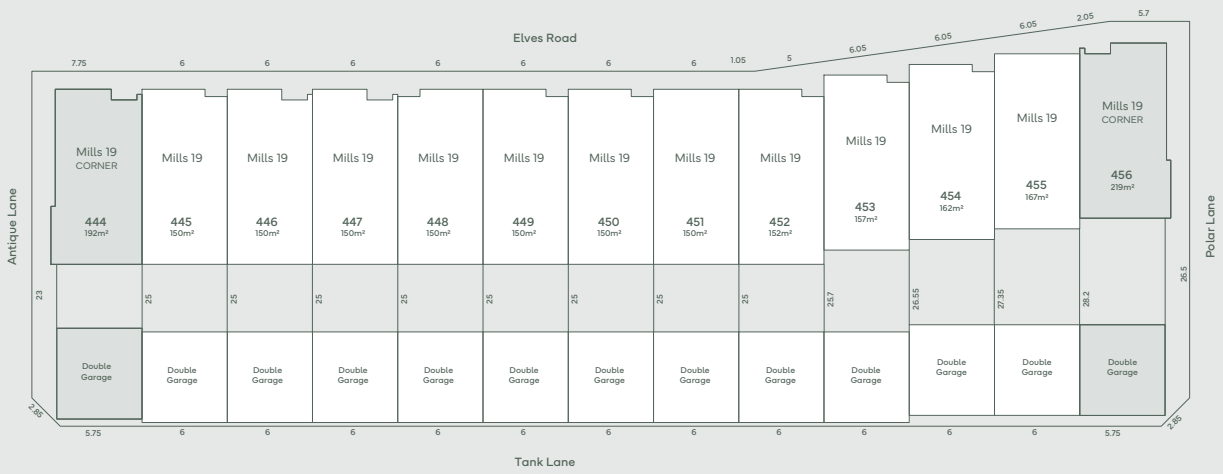 Elves Road
7.75
6
6
6
6
6
6
6
1.05
5
6.05
6.05
6.05
2.05
5.7
Mills 19
CORNER
444
192m²
Mills 19
445
150m²
Mills 19
446
150m²
Mills 19
447
150m²
Mills 19
448
150m²
Mills 19
449
150m²
Mills 19
450
150m²
Mills 19
451
150m²
Mills 19
452
152m²
Mills 19
453
157m²
Mills 19
454
162m²
Mills 19
455
167m²
Mills 19
CORNER
456
219m²
Antique Lane
Polar Lane
23
25
25
25
25
25
25
25
25
25.7
26.55
27.35
28.2
26.5
Double
Garage
Double
Garage
Double
Garage
Double
Garage
Double
Garage
Double
Garage
Double
Garage
Double
Garage
Double
Garage
Double
Garage
Double
Garage
Double
Garage
Double
Garage
2.85
5.75
6
6
6
6
6
6
6
6
6
6
6
5.75
2.85
Tank Lane